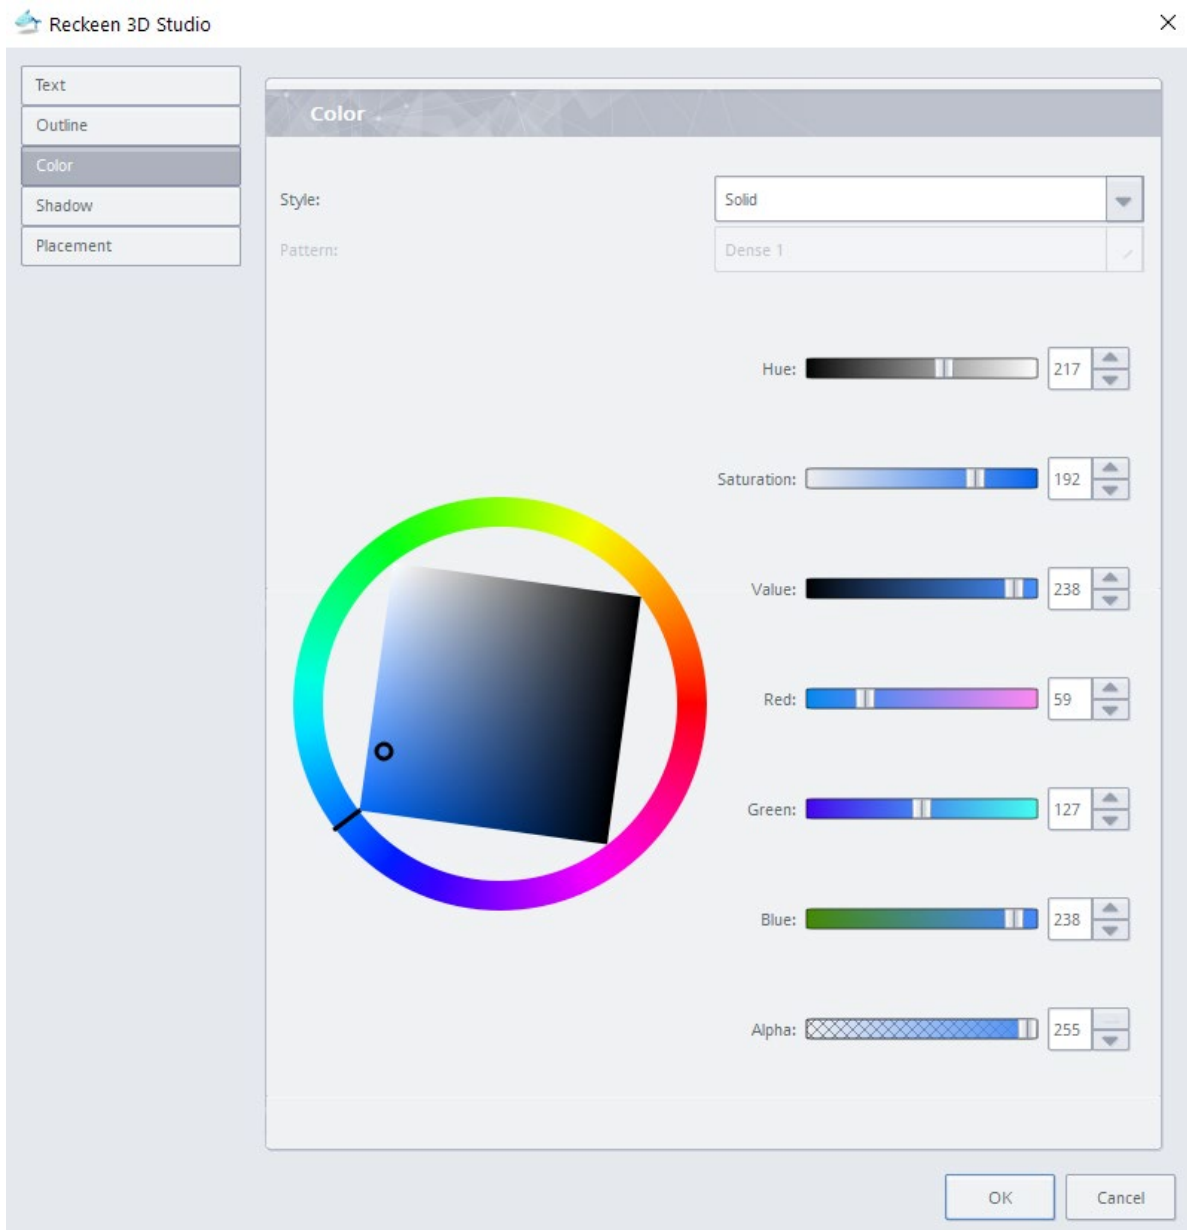 Reckeen 3D Studio
Text
Outline
Color
Shadow
Placement
Color
Style:
Solid
Pattern:
Dense 1
Hue:
217
Saturation:
192
Value:
238
Red:
59
Green:
127
Blue:
238
Alpha:
255
OK
Cancel